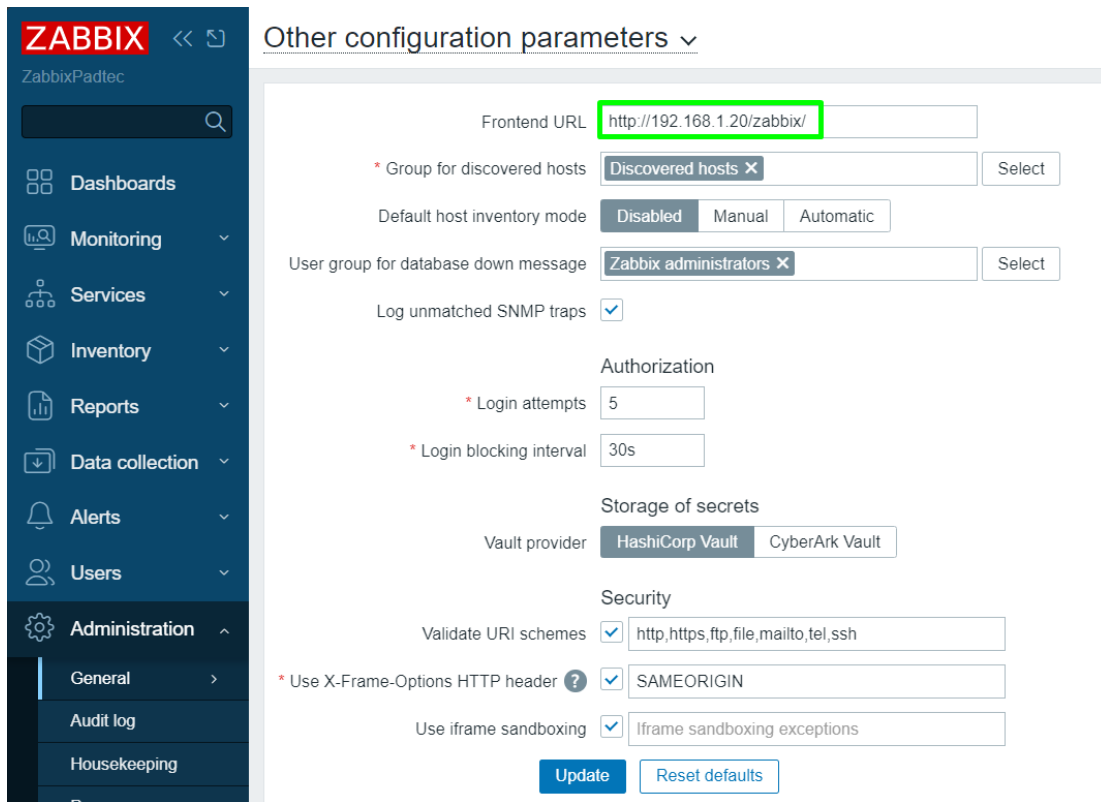 ZABBIX
ZabbixPadtec
Dashboards
Monitoring
Services
Inventory
Reports
Data collection
Alerts
Users
Administration
General
Audit log
Housekeeping
Other configuration parameters
Frontend URL http://192.168.1.20/zabbix/
* Group for discovered hosts Discovered hosts Select
Default host inventory mode Disabled Manual Automatic
User group for database down message Zabbix administrators Select
Log unmatched SNMP traps
Authorization
* Login attempts 5
* Login blocking interval 30s
Storage of secrets
Vault provider HashiCorp Vault CyberArk Vault
Security
Validate URI schemes http,https,ftp,file,mailto,tel,ssh
* Use X-Frame-Options HTTP header ? SAMEORIGIN
Use iframe sandboxing Iframe sandboxing exceptions
Update Reset defaults